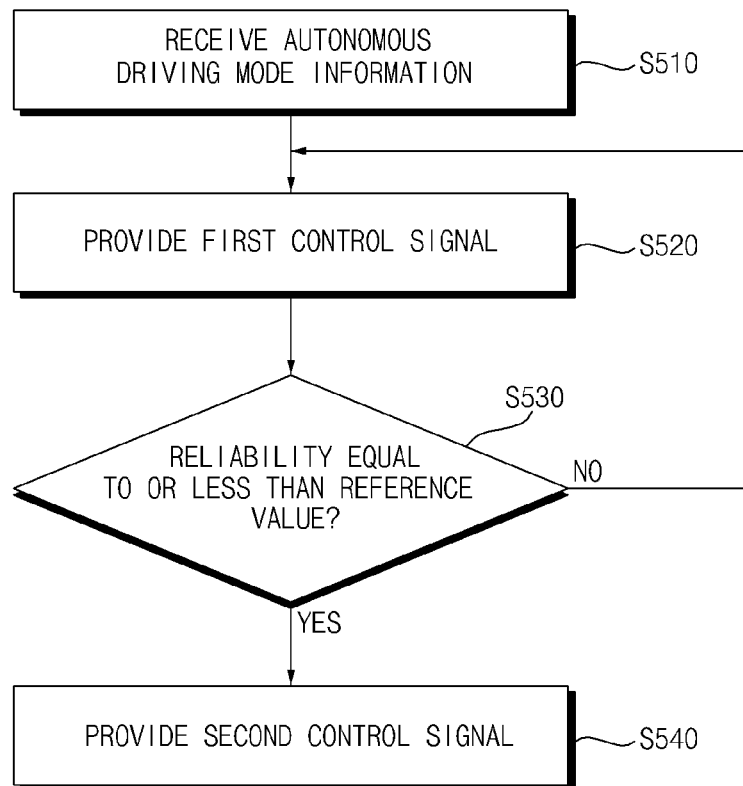 RECEIVE AUTONOMOUS
DRIVING MODE INFORMATION
S510
PROVIDE FIRST CONTROL SIGNAL
S520
S530
RELIABILITY EQUAL
TO OR LESS THAN REFERENCE
VALUE?
NO
YES
PROVIDE SECOND CONTROL SIGNAL
S540